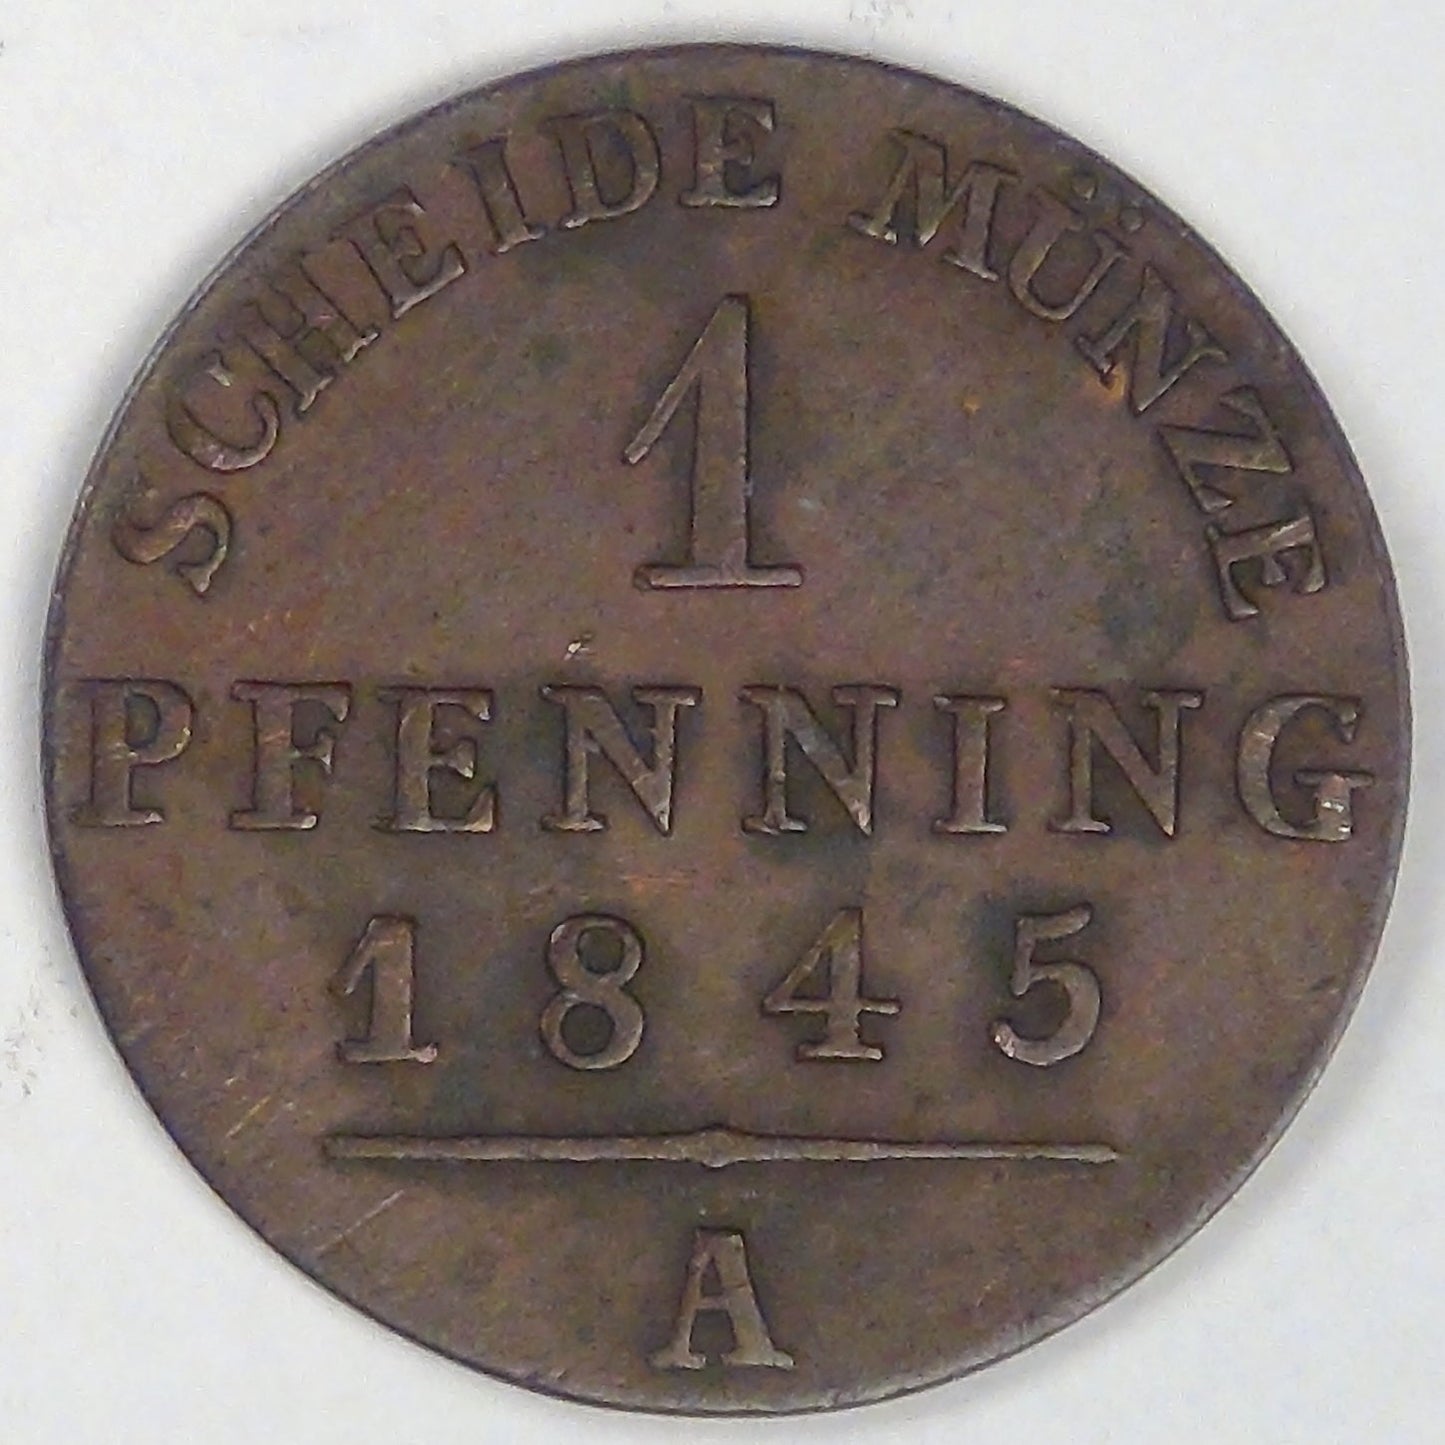 SCHEIDE MÜNZE
1
PFENNING
1845
A